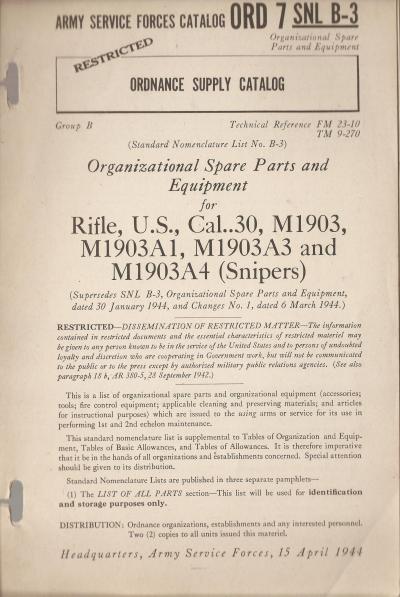 ARMY SERVICE FORCES CATALOG ORD 7 SNL B-3
Organizational Spare
Parts and Equipment
RESTRICTED
ORDNANCE SUPPLY CATALOG
Group B
Technical Reference FM 23-10
TM 9-270
(Standard Nomenclature List No. B-3)
Organizational Spare Parts and
Equipment
for
Rifle, U.S., Cal..30, M1903,
M1903A1, M1903A3 and
M1903A4 (Snipers)
(Supersedes SNL B-3, Organizational Spare Parts and Equipment,
dated 30 January 1944, and Changes No. 1, dated 6 March 1944.)
RESTRICTED—DISSEMINATION OF RESTRICTED MATTER—The information
contained in restricted documents and the essential characteristics of restricted material may
be given to any person known to be in the service of the United States and to persons of undoubted
loyalty and discretion who are cooperating in Government work, but will not be communicated
to the public or to the press except by authorized military public relations agencies. (See also
paragraph 18 b, AR 380-5, 28 September 1942.)
This is a list of organizational spare parts and organizational equipment (accessories;
tools; fire control equipment; applicable cleaning and preserving materials; and articles
for instructional purposes) which are issued to the using arms or service for its use in
performing 1st and 2nd echelon maintenance.
This standard nomenclature list is supplemental to Tables of Organization and Equip-
ment, Tables of Basic Allowances, and Tables of Allowances. It is therefore imperative
that it be in the hands of all organizations and establishments concerned. Special attention
should be given to its distribution.
Standard Nomenclature Lists are published in three separate pamphlets—
(1) The LIST OF ALL PARTS section—This list will be used for identification
and storage purposes only.
DISTRIBUTION: Ordnance organizations, establishments and any interested personnel.
Two (2) copies to all units issued this materiel.
Headquarters, Army Service Forces, 15 April 1944